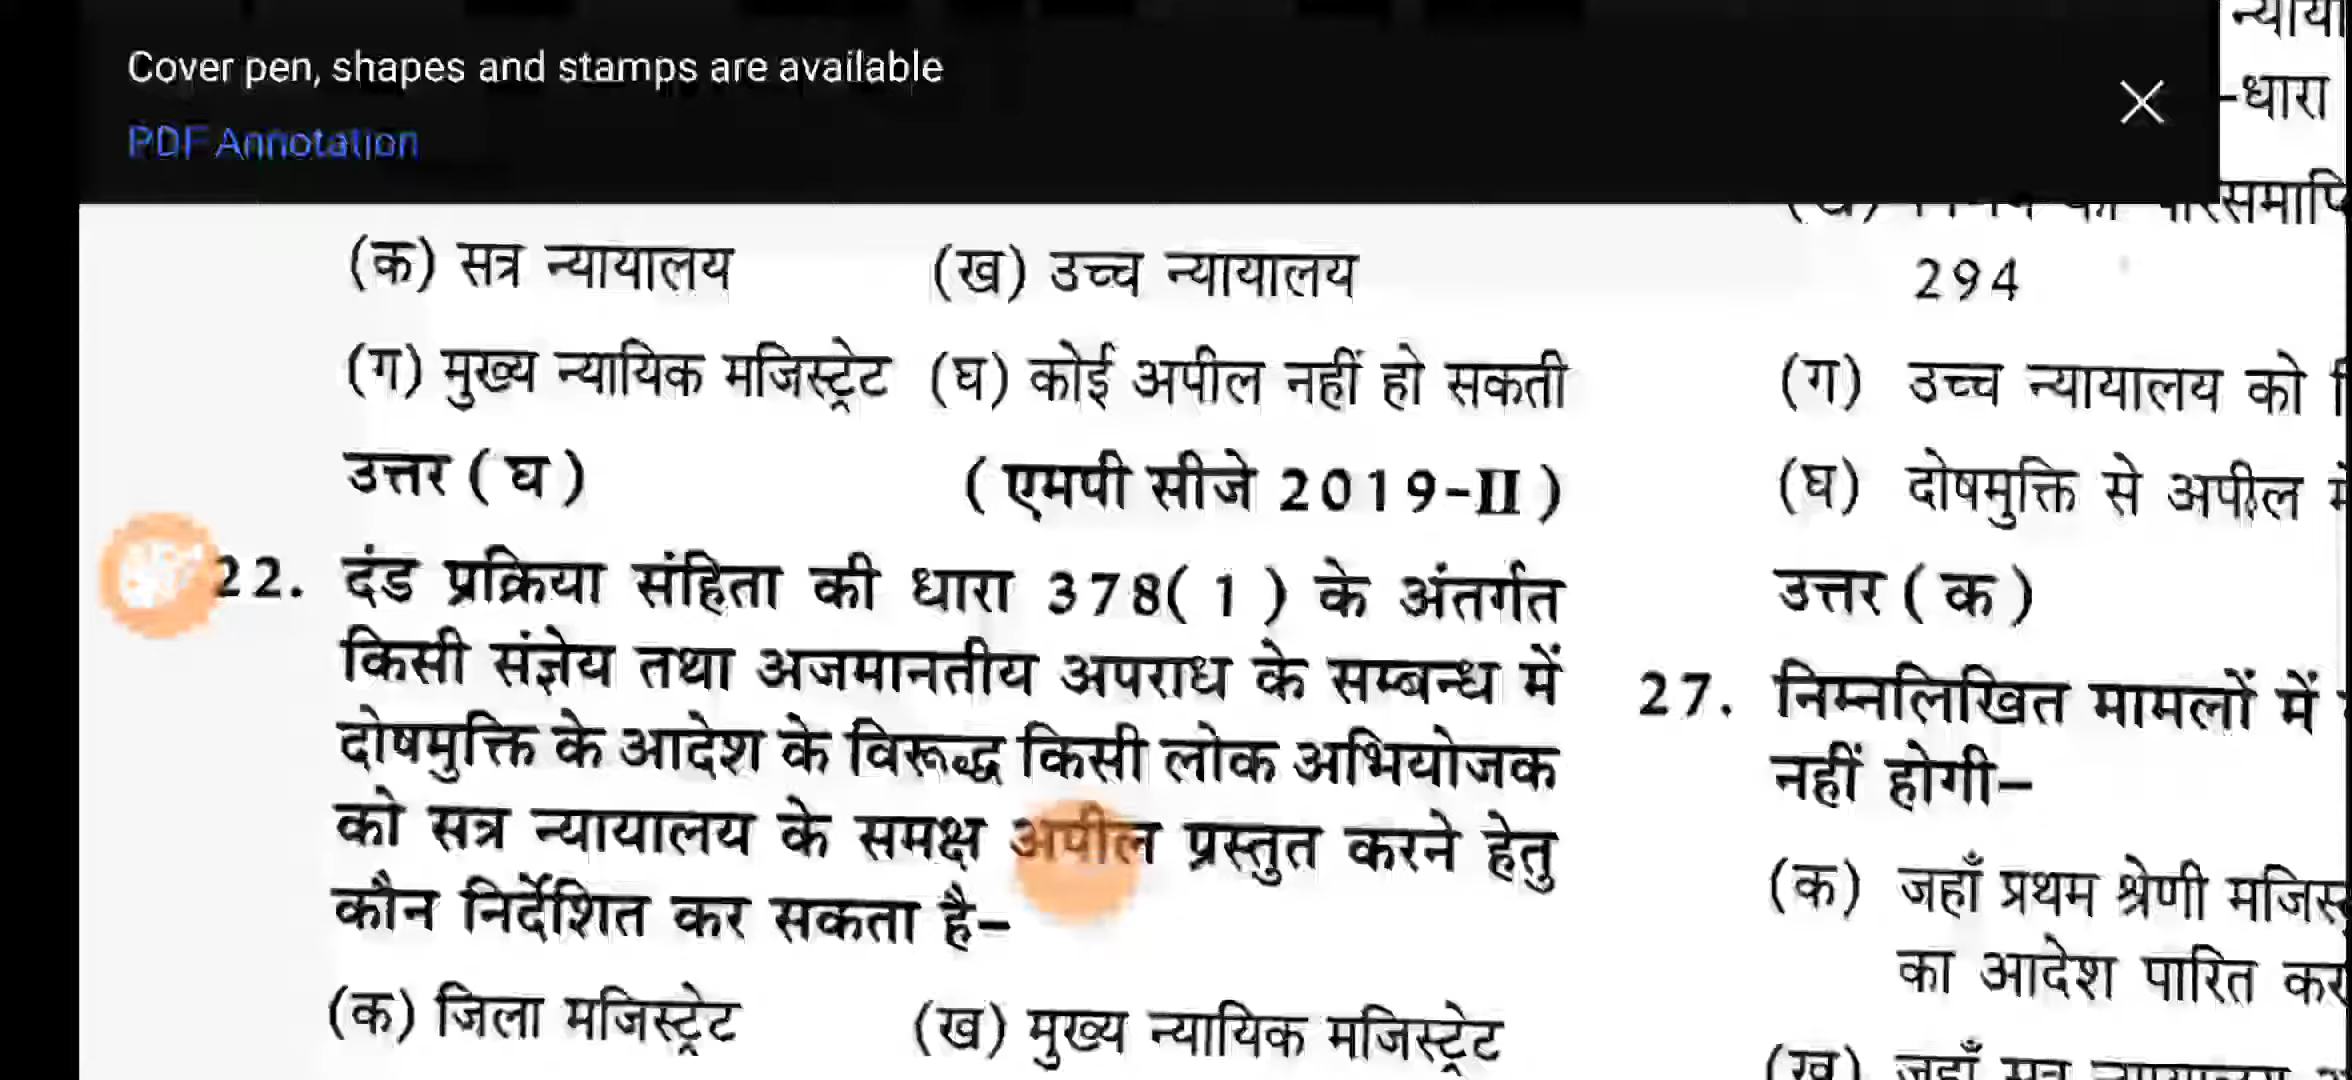 Cover pen, shapes and stamps are available
PDF Annotation
(क) सत्र न्यायालय (ख) उच्च न्यायालय
(ग) मुख्य न्यायिक मजिस्ट्रेट (घ) कोई अपील नहीं हो सकती
उत्तर ( घ ) ( एमपी सीजे 2019-II )
22. दंड प्रक्रिया संहिता की धारा 378( 1 ) के अंतर्गत
किसी संज्ञेय तथा अजमानतीय अपराध के सम्बन्ध में
दोषमुक्ति के आदेश के विरूद्ध किसी लोक अभियोजक
को सत्र न्यायालय के समक्ष अपील प्रस्तुत करने हेतु
कौन निर्देशित कर सकता है–
(क) जिला मजिस्ट्रेट (ख) मुख्य न्यायिक मजिस्ट्रेट
-धारा
294
(ग) उच्च न्यायालय को
(घ) दोषमुक्ति से अपील
उत्तर ( क )
27. निम्नलिखित मामलों में
नहीं होगी–
(क) जहाँ प्रथम श्रेणी
का आदेश पारित
(ख) जहाँ